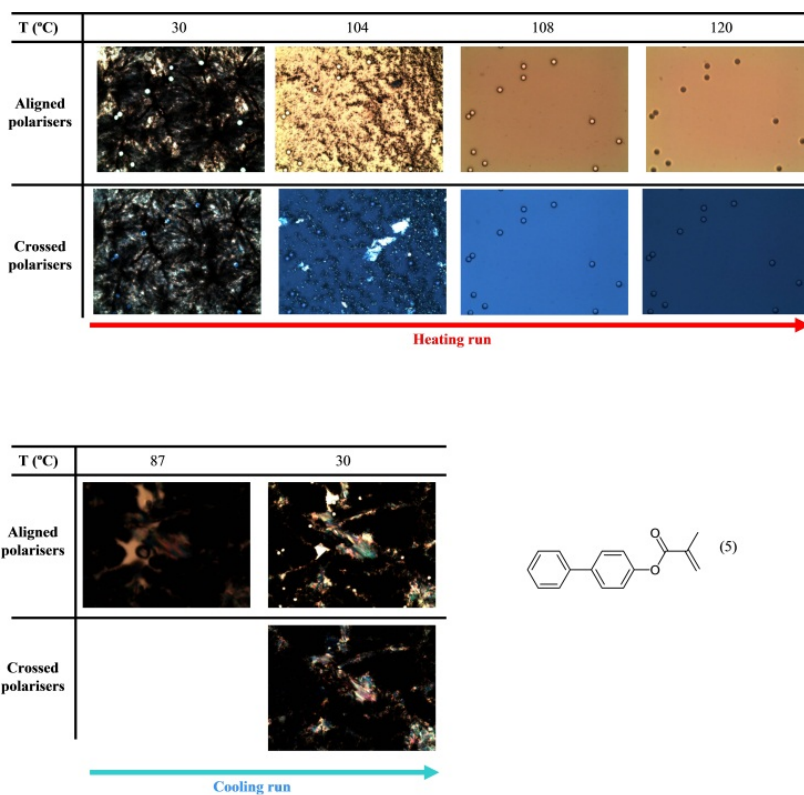 T (ºC) 30 104 108 120
Aligned
polarisers
Crossed
polarisers
Heating run
T (ºC) 87 30
Aligned
polarisers
Crossed
polarisers
Cooling run
O
O
(5)